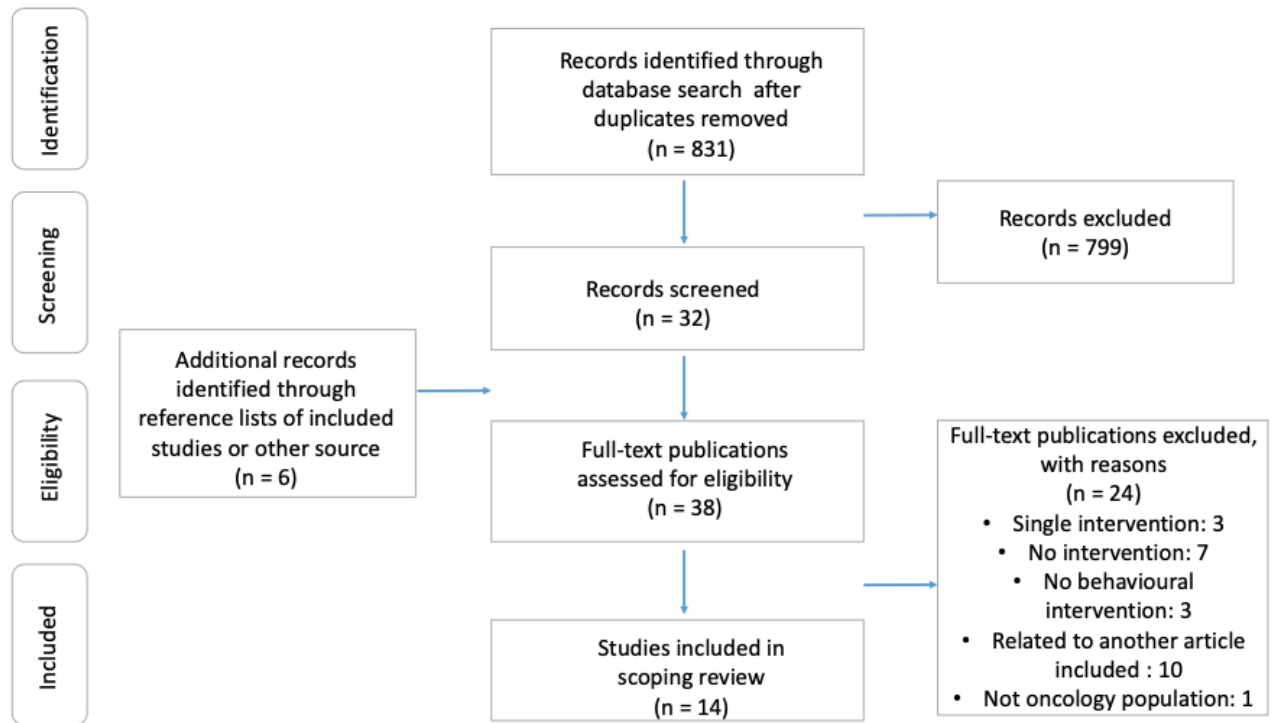 Identification
Records identified through
database search after
duplicates removed
(n = 831)
Records excluded
(n = 799)
Screening
Records screened
(n = 32)
Additional records
identified through
reference lists of included
studies or other source
(n = 6)
Eligibility
Full-text publications
assessed for eligibility
(n = 38)
Full-text publications excluded,
with reasons
(n = 24)
• Single intervention: 3
• No intervention: 7
• No behavioural
intervention: 3
• Related to another article
included : 10
• Not oncology population: 1
Included
Studies included in
scoping review
(n = 14)